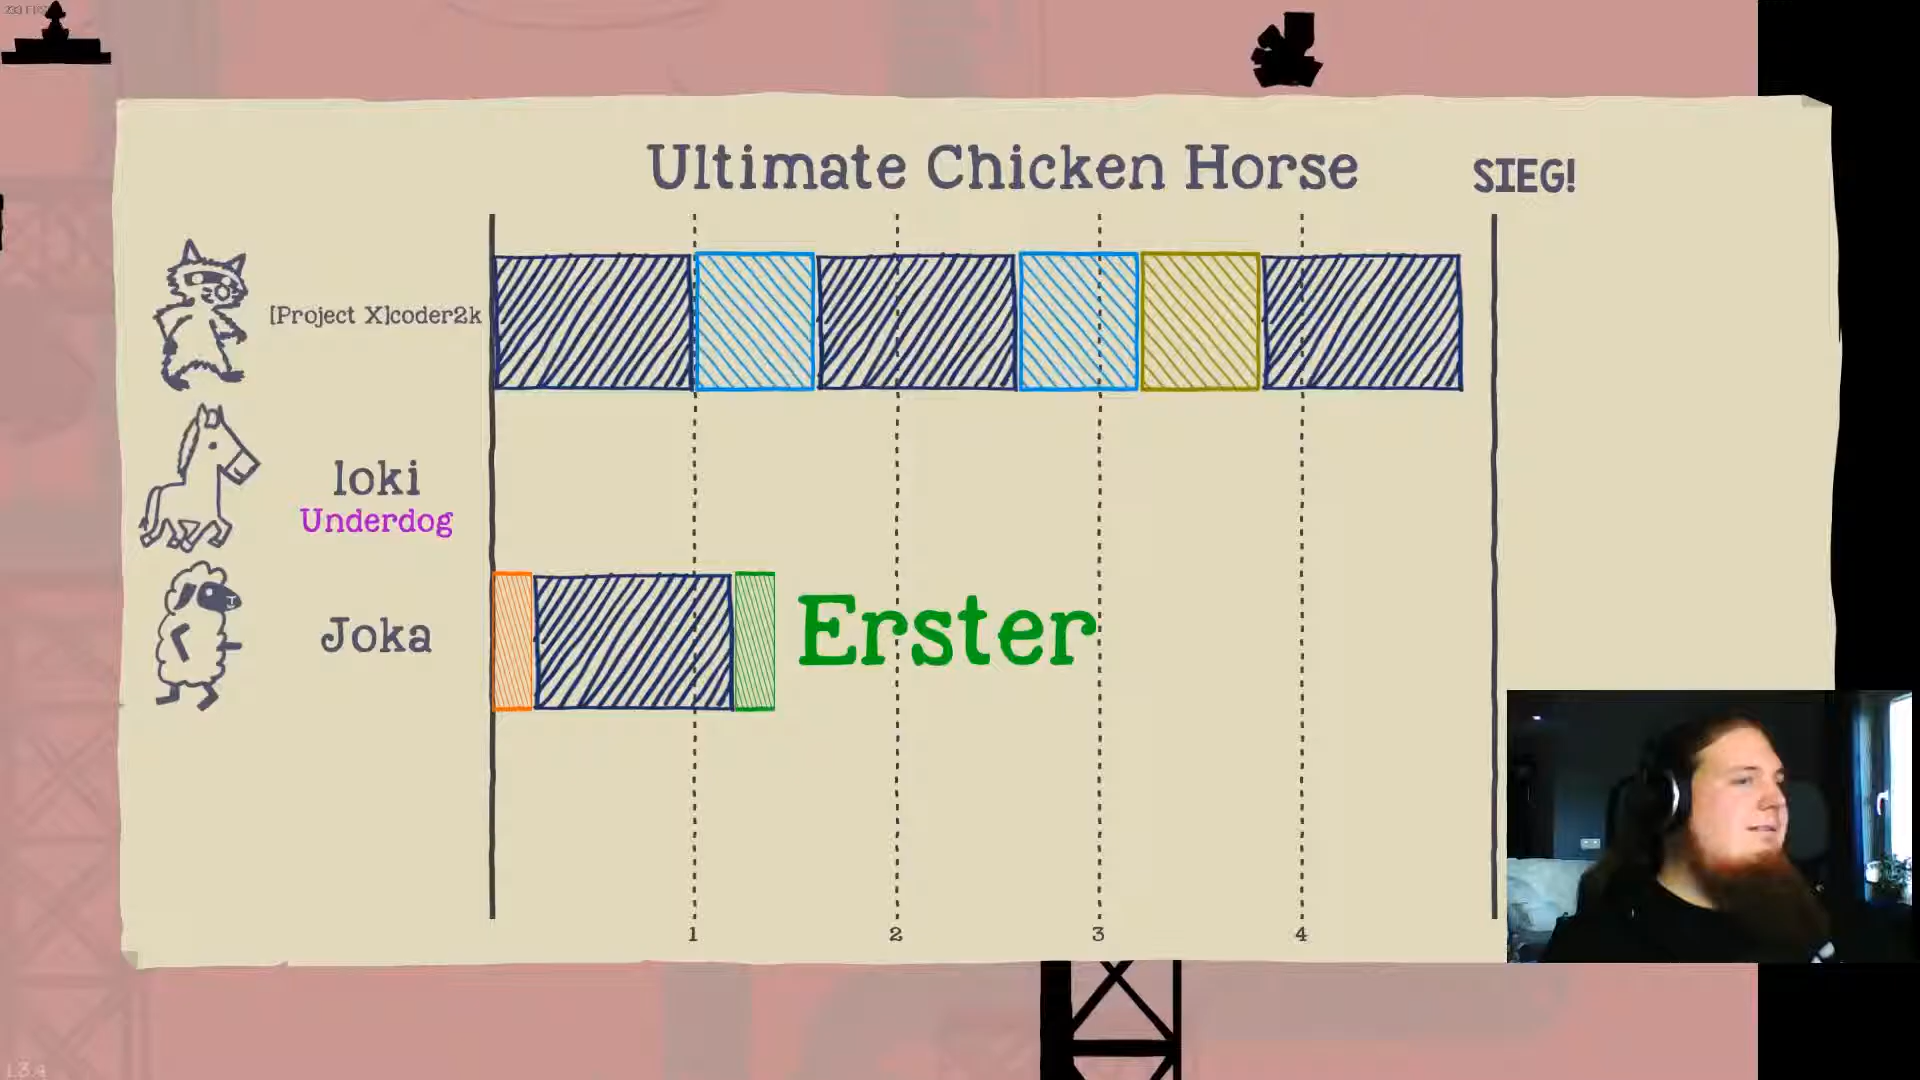 Ultimate Chicken Horse
SIEG!
[Project X]coder2k
loki
Underdog
Joka
Erster
1
2
3
4